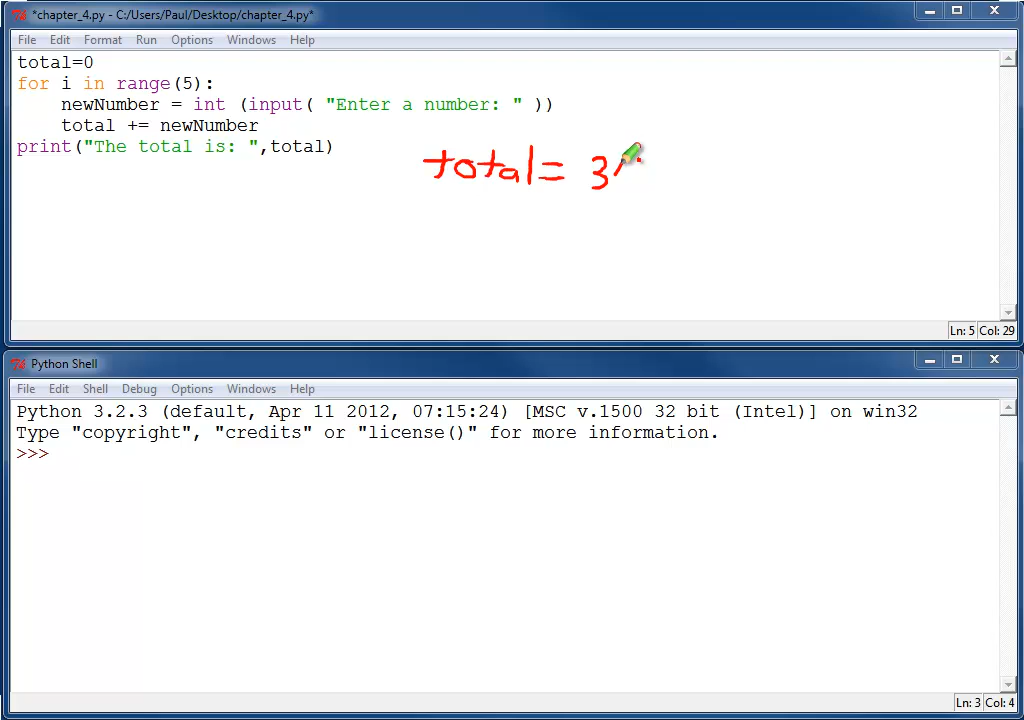 *chapter_4.py - C:/Users/Paul/Desktop/chapter_4.py*
File Edit Format Run Options Windows Help
total=0
for i in range(5):
    newNumber = int (input( "Enter a number: " ))
    total += newNumber
print("The total is: ",total)
total= 3
Ln: 5 Col: 29
Python Shell
File Edit Shell Debug Options Windows Help
Python 3.2.3 (default, Apr 11 2012, 07:15:24) [MSC v.1500 32 bit (Intel)] on win32
Type "copyright", "credits" or "license()" for more information.
>>>
Ln: 3 Col: 4